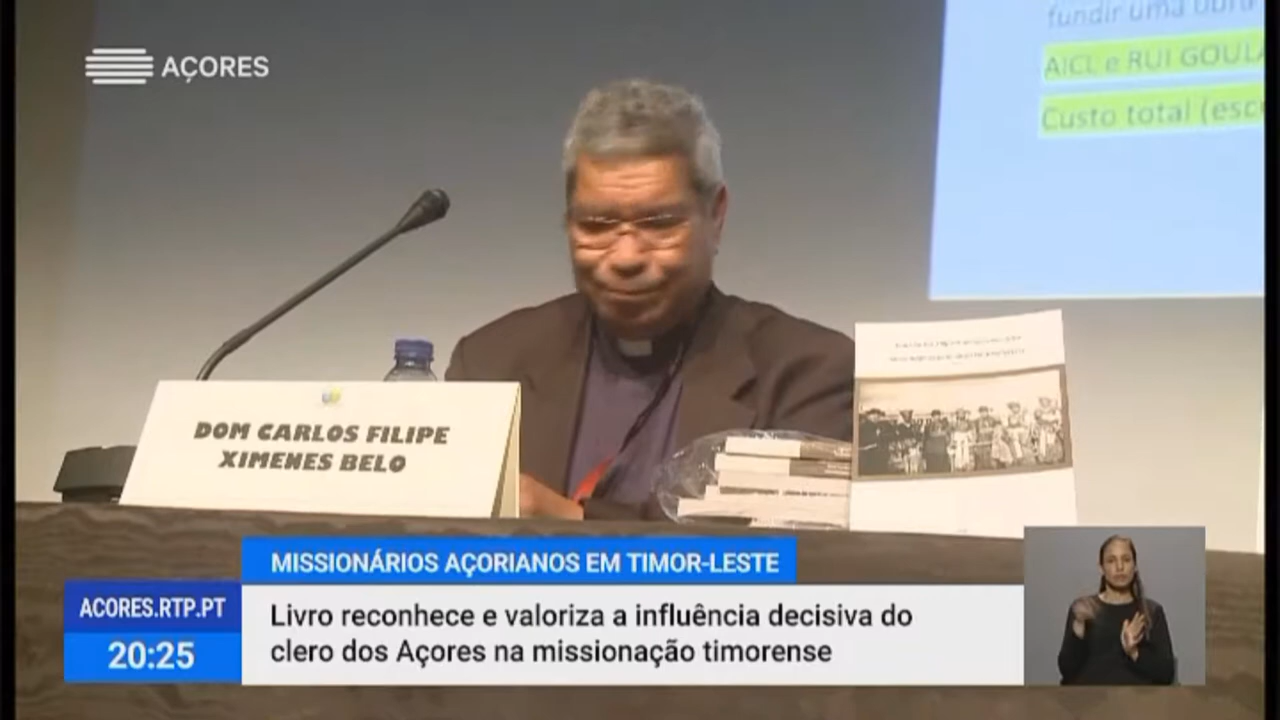 fundir uma obra
AICL e RUI GOUL
Custo total (esc
AÇORES
DOM CARLOS FILIPE
XIMENES BELO
MISSIONÁRIOS AÇORIANOS EM TIMOR-LESTE
ACORES.RTP.PT
20:25
Livro reconhece e valoriza a influência decisiva do
clero dos Açores na missionação timorense